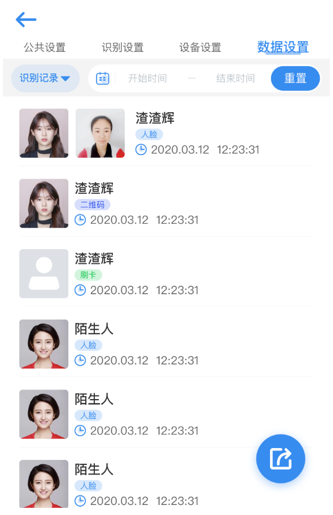 公共设置 识别设置 设备设置 数据设置
识别记录 开始时间 — 结束时间 重置
渣渣辉
人脸
2020.03.12 12:23:31
渣渣辉
二维码
2020.03.12 12:23:31
渣渣辉
刷卡
2020.03.12 12:23:31
陌生人
人脸
2020.03.12 12:23:31
陌生人
人脸
2020.03.12 12:23:31
陌生人
人脸
2020.03.12 12:23:31